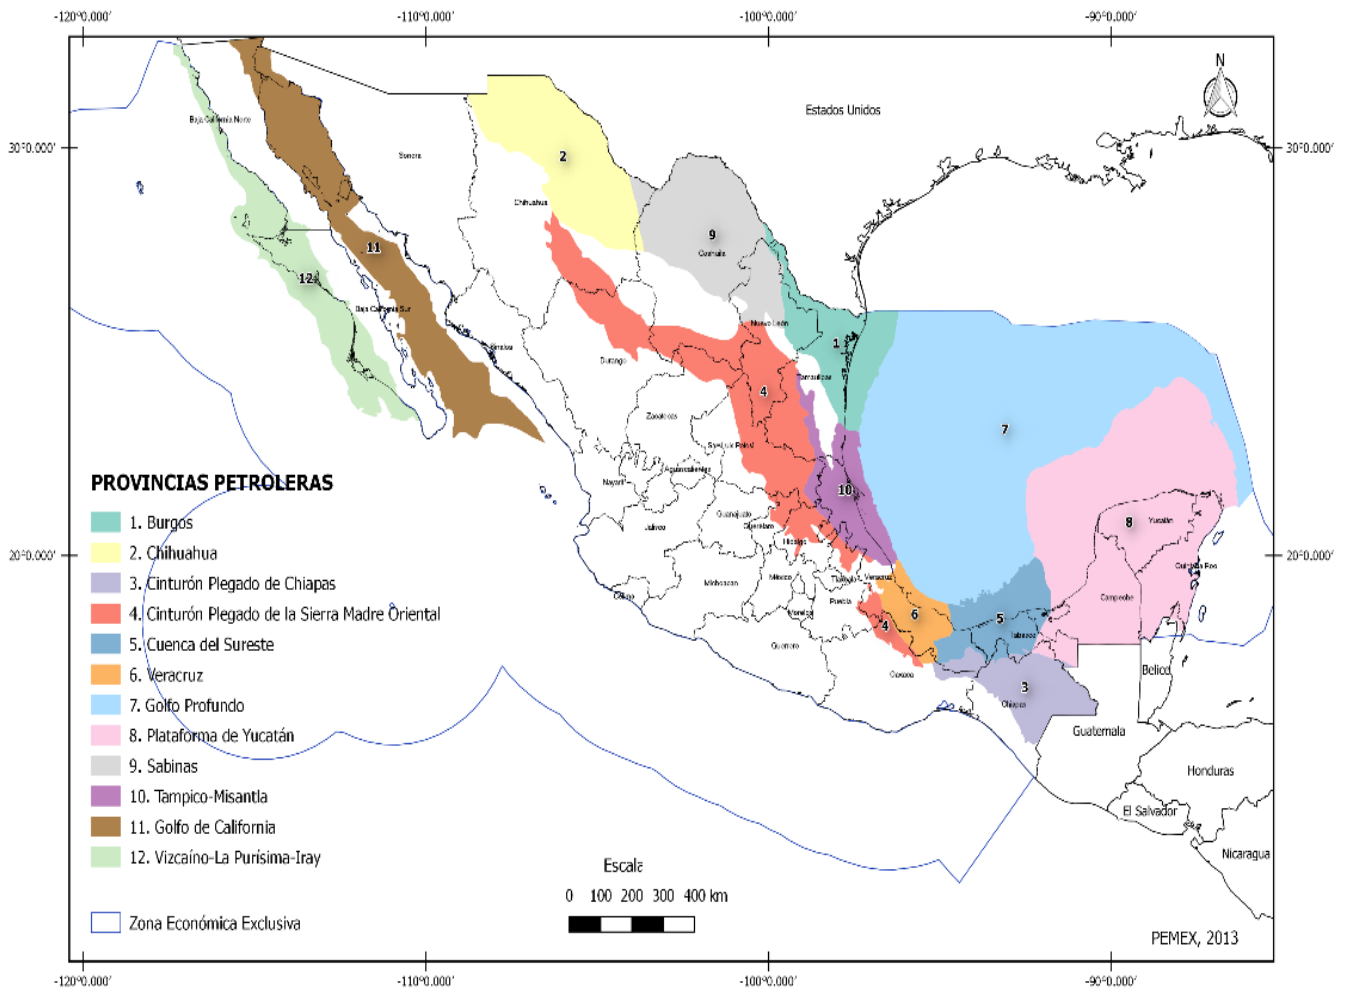 -120°0.000′
-110°0.000′
-100°0.000′
-90°0.000′
N
Estados Unidos
Baja California Norte
30°0.000′
30°0.000′
Sonora
2
Chihuahua
9
Coahuila
11
12
Baja California Sur
Nuevo León
1
Sinaloa
Durango
Tamaulipas
4
Zacatecas
7
San Luis Potosí
Aguascalientes
PROVINCIAS PETROLERAS
Nayarit
10
1. Burgos
Guanajuato
Jalisco
Querétaro
8
Yucatán
Hidalgo
20°0.000′
2. Chihuahua
20°0.000′
Quintana Roo
3. Cinturón Plegado de Chiapas
Michoacan
México
Tlaxcala
Veracruz
Colima
Puebla
Campeche
4. Cinturón Plegado de la Sierra Madre Oriental
Morelos
6
4
5
Tabasco
5. Cuenca del Sureste
Guerrero
6. Veracruz
Oaxaca
Belice
3
Chiapas
7. Golfo Profundo
Guatemala
8. Plataforma de Yucatán
9. Sabinas
Honduras
10. Tampico-Misantla
El Salvador
11. Golfo de California
12. Vizcaíno-La Purísima-Iray
Nicaragua
Escala
0 100 200 300 400 km
Zona Económica Exclusiva
PEMEX, 2013
-120°0.000′
-110°0.000′
-100°0.000′
-90°0.000′